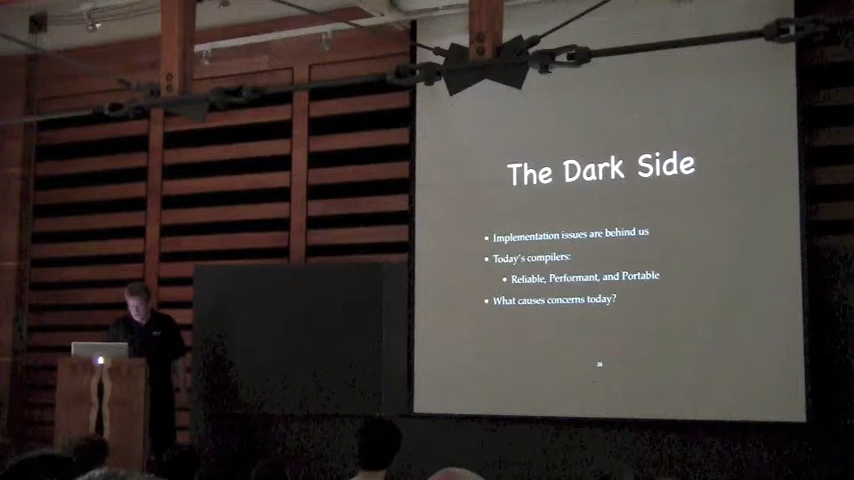 The Dark Side
• Implementation issues are behind us
• Today's compilers:
• Reliable, Performant, and Portable
• What causes concerns today?